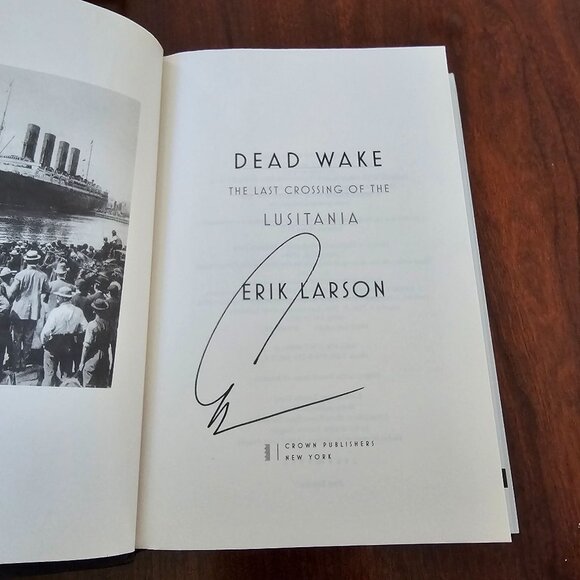 DEAD WAKE
THE LAST CROSSING OF THE
LUSITANIA
ERIK LARSON
CROWN PUBLISHERS
NEW YORK